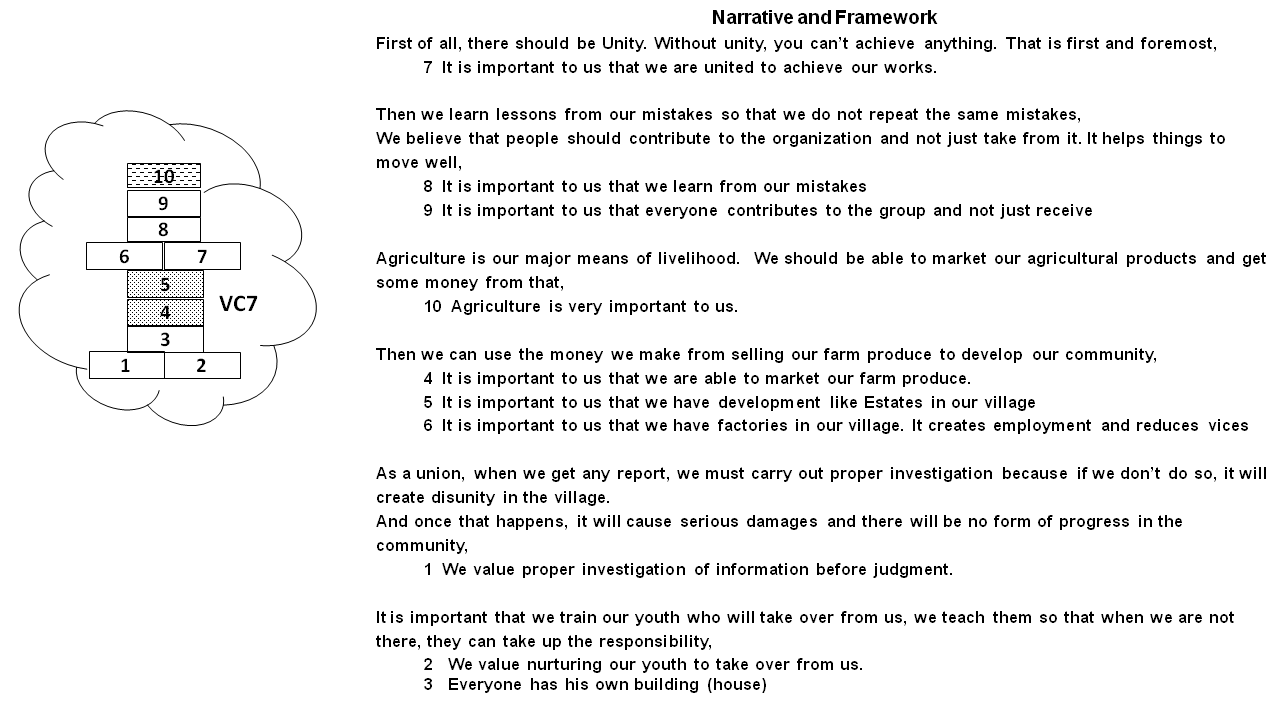 Narrative and Framework
First of all, there should be Unity. Without unity, you can't achieve anything. That is first and foremost,
7 It is important to us that we are united to achieve our works.
Then we learn lessons from our mistakes so that we do not repeat the same mistakes,
We believe that people should contribute to the organization and not just take from it. It helps things to
move well,
8 It is important to us that we learn from our mistakes
9 It is important to us that everyone contributes to the group and not just receive
Agriculture is our major means of livelihood. We should be able to market our agricultural products and get
some money from that,
10 Agriculture is very important to us.
Then we can use the money we make from selling our farm produce to develop our community,
4 It is important to us that we are able to market our farm produce.
5 It is important to us that we have development like Estates in our village
6 It is important to us that we have factories in our village. It creates employment and reduces vices
As a union, when we get any report, we must carry out proper investigation because if we don't do so, it will
create disunity in the village.
And once that happens, it will cause serious damages and there will be no form of progress in the
community,
1 We value proper investigation of information before judgment.
It is important that we train our youth who will take over from us, we teach them so that when we are not
there, they can take up the responsibility,
2 We value nurturing our youth to take over from us.
3 Everyone has his own building (house)
10
9
8
6 7
5
VC7
4
3
1 2